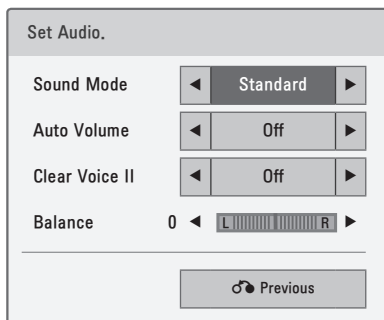 Set Audio.
Sound Mode ◀ Standard ▶
Auto Volume ◀ Off ▶
Clear Voice II ◀ Off ▶
Balance 0 ◀ L R ▶
Previous